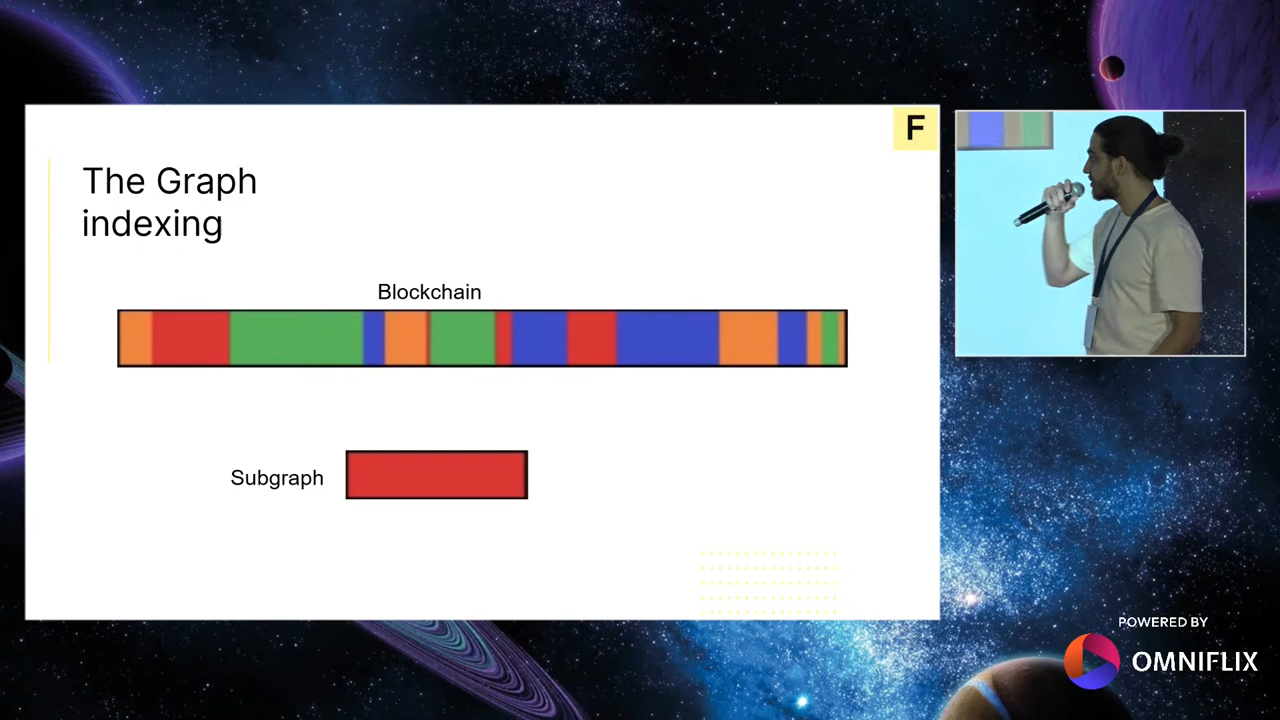 F
The Graph
indexing
Blockchain
Subgraph
POWERED BY
OMNIFLIX